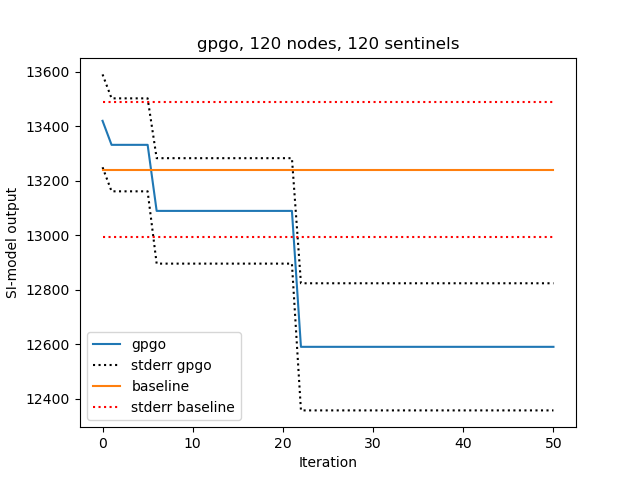 gpgo, 120 nodes, 120 sentinels
13600
13400
13200
13000
12800
12600
12400
SI-model output
gpgo
stderr gpgo
baseline
stderr baseline
0
10
20
30
40
50
Iteration